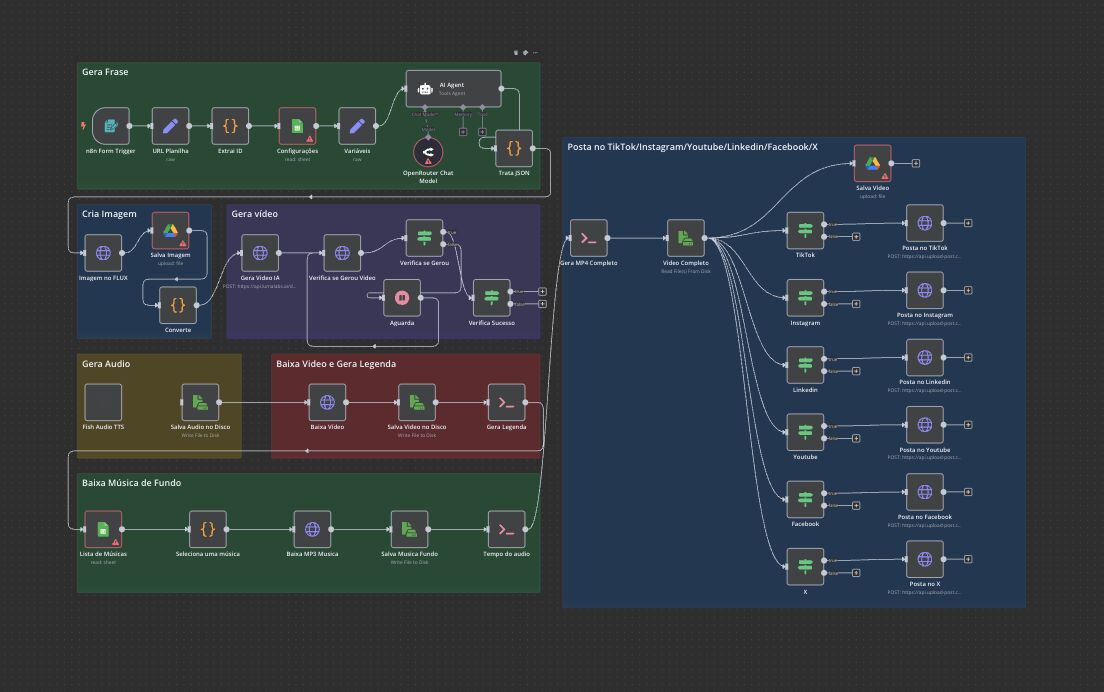 Gera Frase
AI Agent
Tools Agent
Chat Model*
Memory
Tool
Model
n8n Form Trigger
URL Planilha
raw
Extrai ID
Configurações
read: sheet
Variáveis
raw
OpenRouter Chat
Model
Trata JSON
Cria Imagem
Imagem no FLUX
Salva Imagem
upload: file
Converte
Gera vídeo
Gera Video IA
Verifica se Gerou Video
Verifica se Gerou
true
false
Aguarda
Verifica Sucesso
true
false
Gera Audio
Fish Audio TTS
Salva Audio no Disco
Write File to Disk
Baixa Video e Gera Legenda
Baixa Video
Salva Video no Disco
Write File to Disk
Gera Legenda
Baixa Música de Fundo
Lista de Músicas
read: sheet
Seleciona uma música
Baixa MP3 Musica
Salva Musica Fundo
Write File to Disk
Tempo do audio
Posta no TikTok/Instagram/Youtube/Linkedin/Facebook/X
Gera MP4 Completo
Video Completo
Read File(s) From Disk
Salva Video
upload: file
TikTok
true
false
Posta no TikTok
POST: https://api.upload-post.c...
Instagram
true
false
Posta no Instagram
POST: https://api.upload-post.c...
Linkedin
true
false
Posta no Linkedin
POST: https://api.upload-post.c...
Youtube
true
false
Posta no Youtube
POST: https://api.upload-post.c...
Facebook
true
false
Posta no Facebook
POST: https://api.upload-post.c...
X
true
false
Posta no X
POST: https://api.upload-post.c...